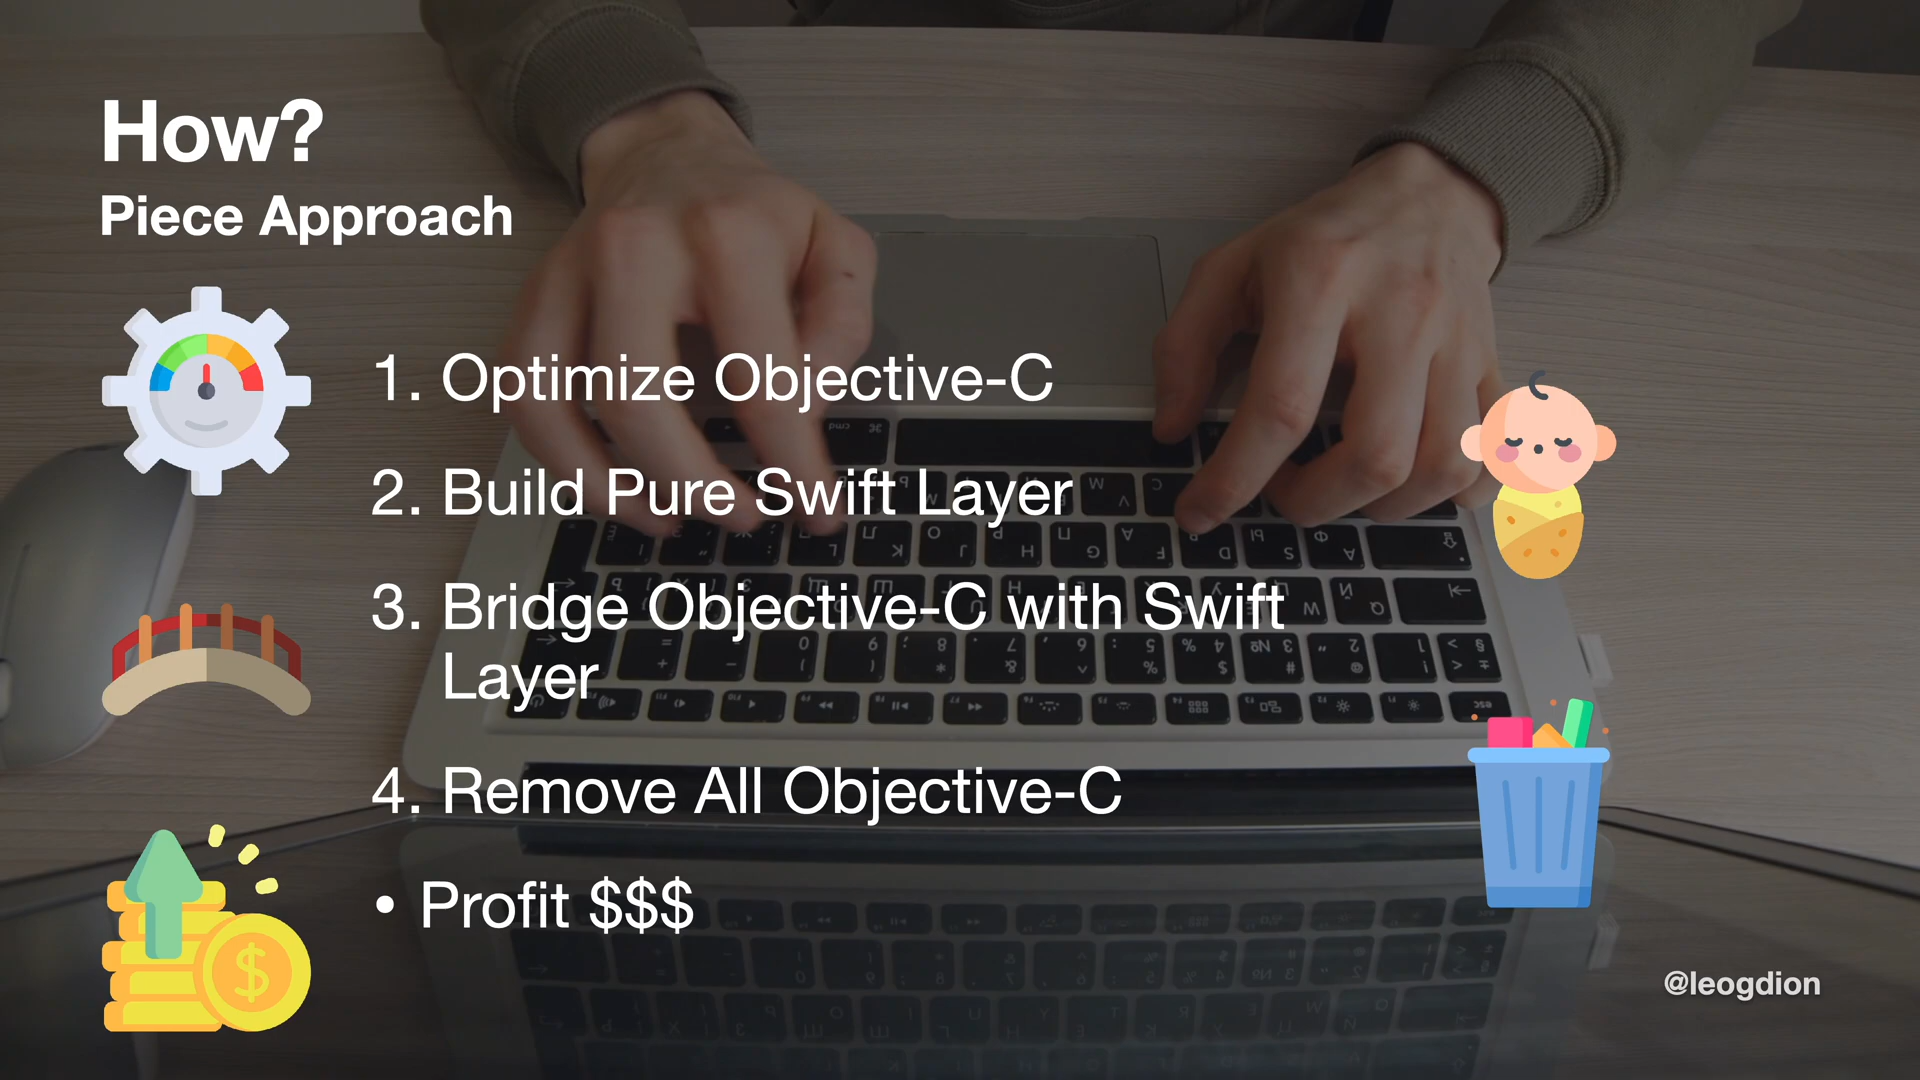 How?
Piece Approach
1. Optimize Objective-C
2. Build Pure Swift Layer
3. Bridge Objective-C with Swift
Layer
4. Remove All Objective-C
• Profit $$$
@leogdion